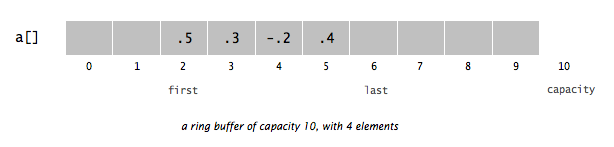 a[] .5 .3 -.2 .4
0 1 2 3 4 5 6 7 8 9 10
first last capacity
a ring buffer of capacity 10, with 4 elements